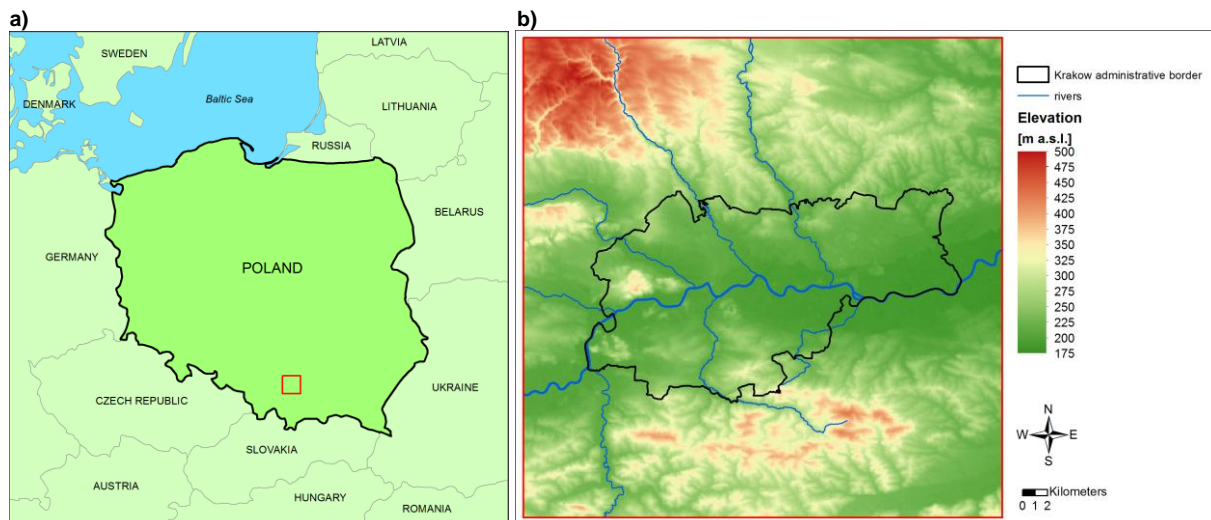 a)
SWEDEN
LATVIA
DENMARK
Baltic Sea
LITHUANIA
RUSSIA
BELARUS
GERMANY
POLAND
UKRAINE
CZECH REPUBLIC
SLOVAKIA
AUSTRIA
HUNGARY
ROMANIA
b)
Krakow administrative border
rivers
Elevation
[m a.s.l.]
500
475
450
425
400
375
350
325
300
275
250
225
200
175
N
W E
S
Kilometers
0 1 2